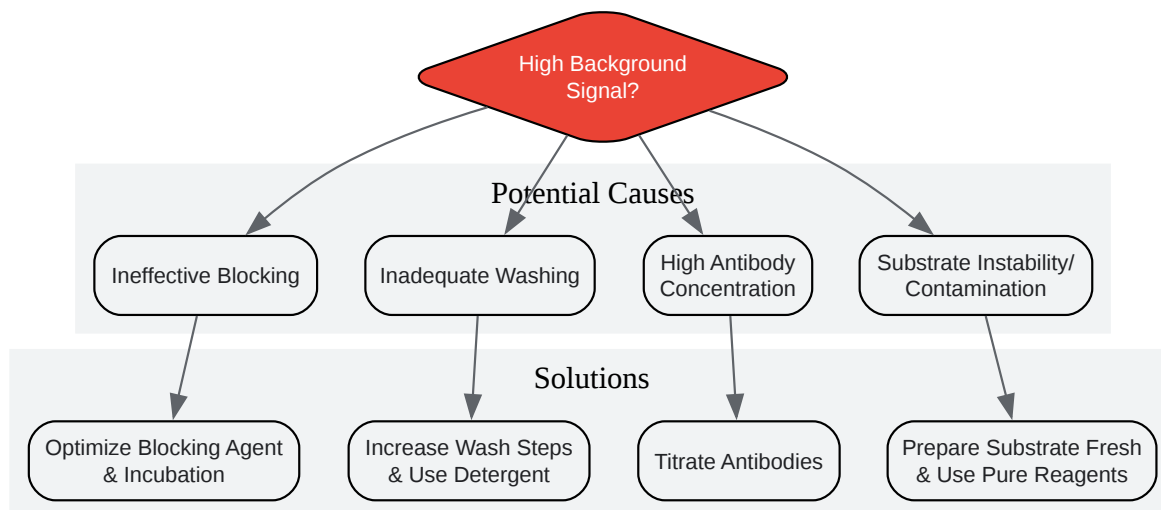 High Background
Signal?
Potential Causes
Ineffective Blocking
Inadequate Washing
High Antibody
Concentration
Substrate Instability/
Contamination
Solutions
Optimize Blocking Agent
& Incubation
Increase Wash Steps
& Use Detergent
Titrate Antibodies
Prepare Substrate Fresh
& Use Pure Reagents